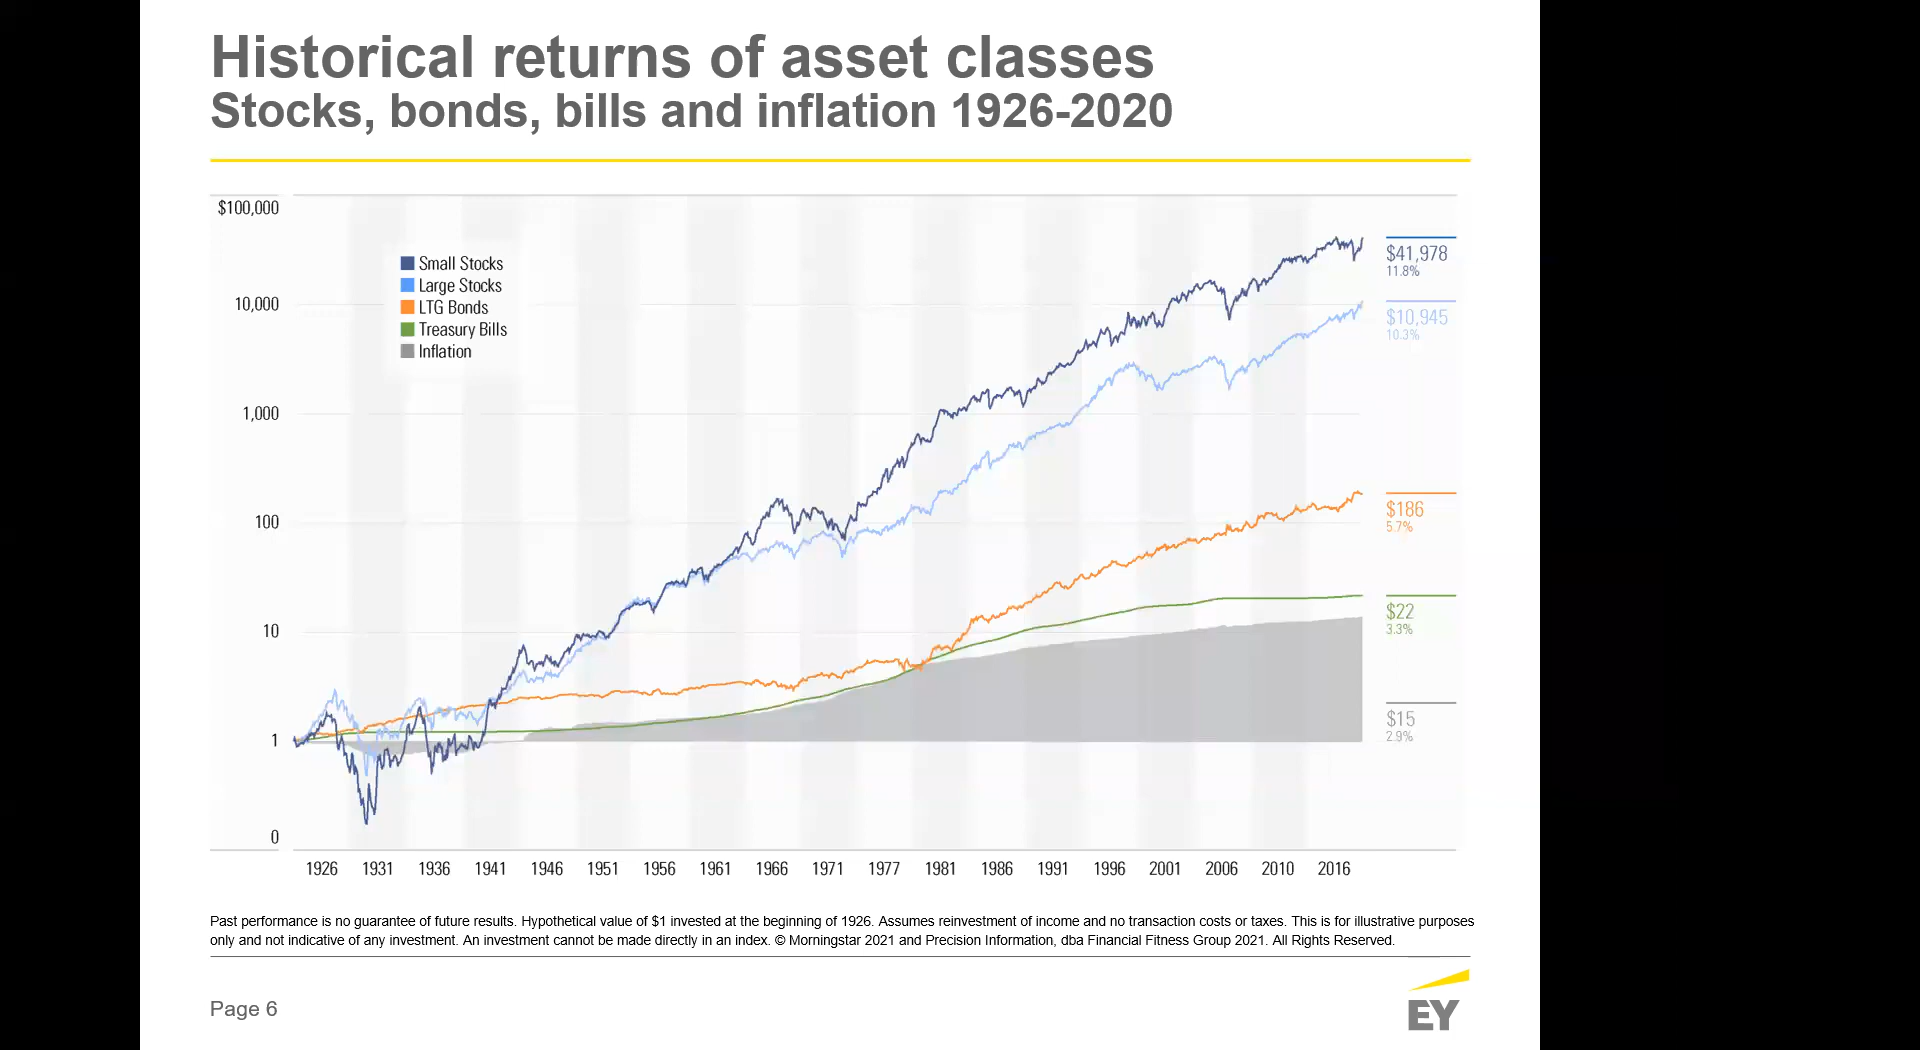 Historical returns of asset classes
Stocks, bonds, bills and inflation 1926-2020
$100,000
10,000
1,000
100
10
1
0
Small Stocks
Large Stocks
LTG Bonds
Treasury Bills
Inflation
$41,978
11.8%
$10,945
10.3%
$186
5.7%
$22
3.3%
$15
2.9%
1926 1931 1936 1941 1946 1951 1956 1961 1966 1971 1977 1981 1986 1991 1996 2001 2006 2010 2016
Past performance is no guarantee of future results. Hypothetical value of $1 invested at the beginning of 1926. Assumes reinvestment of income and no transaction costs or taxes. This is for illustrative purposes
only and not indicative of any investment. An investment cannot be made directly in an index. © Morningstar 2021 and Precision Information, dba Financial Fitness Group 2021. All Rights Reserved.
Page 6
EY